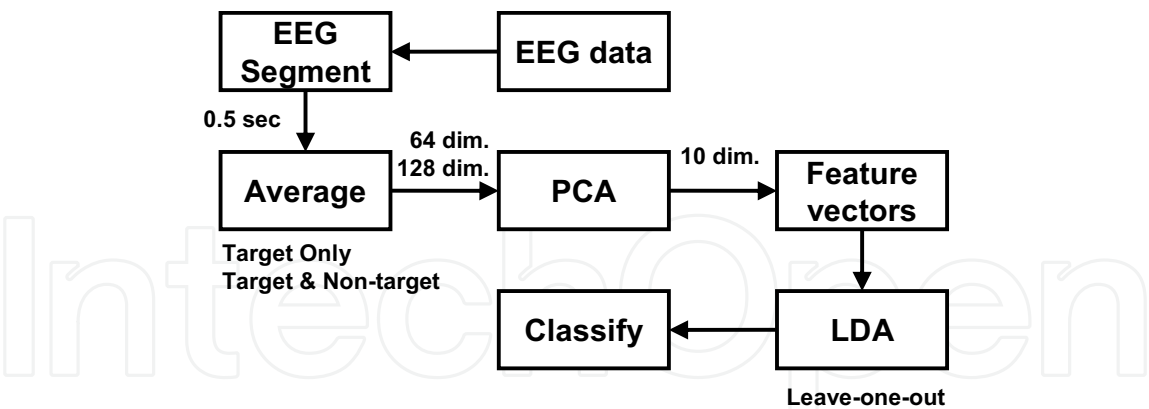 EEG
Segment
EEG data
0.5 sec
64 dim.
128 dim.
10 dim.
Average
PCA
Feature
vectors
Target Only
Target & Non-target
Classify
LDA
Leave-one-out
IntechOpen